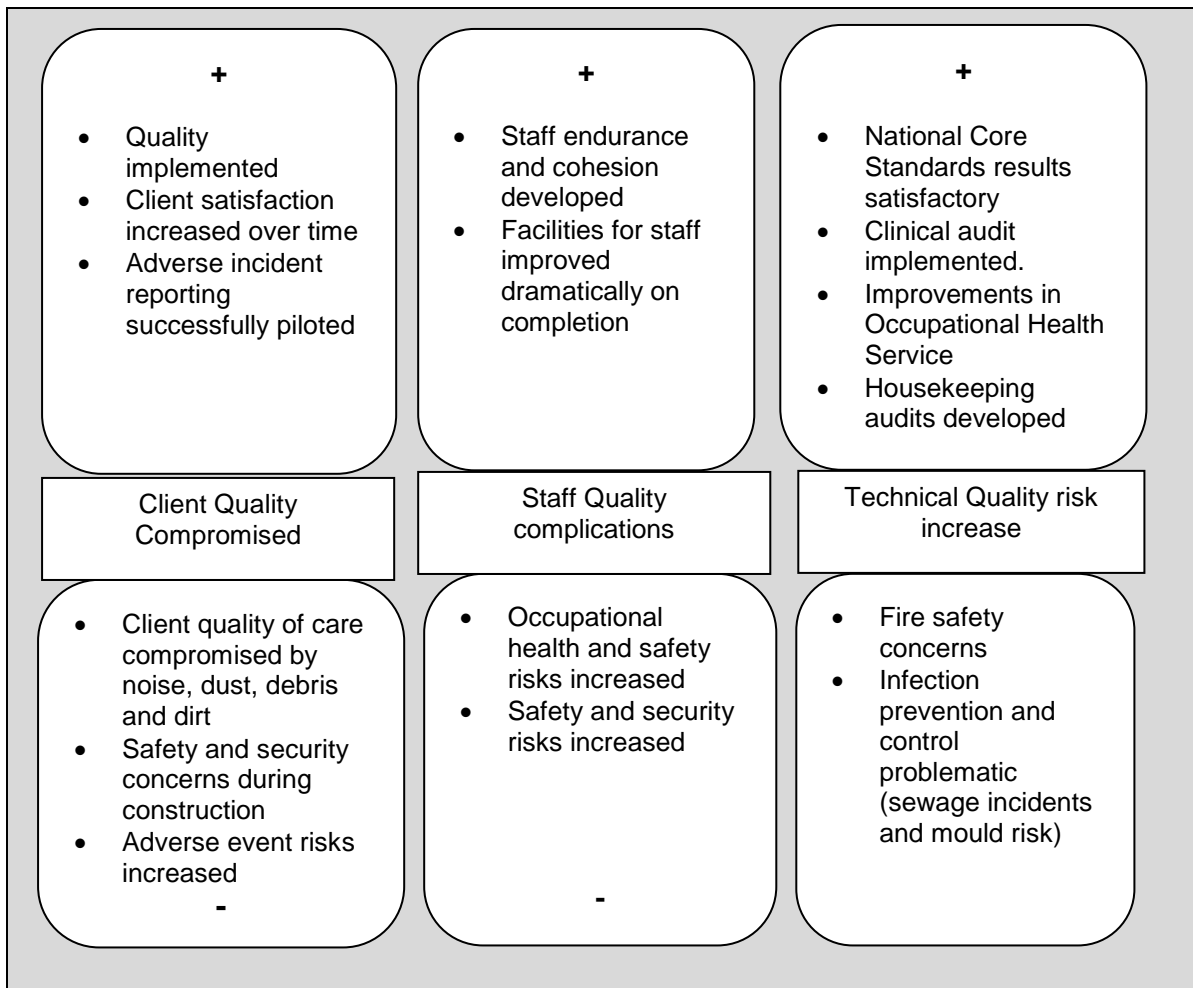 +
• Quality
implemented
• Client satisfaction
increased over time
• Adverse incident
reporting
successfully piloted
+
• Staff endurance
and cohesion
developed
• Facilities for staff
improved
dramatically on
completion
+
• National Core
Standards results
satisfactory
• Clinical audit
implemented.
• Improvements in
Occupational Health
Service
• Housekeeping
audits developed
Client Quality
Compromised
Staff Quality
complications
Technical Quality risk
increase
• Client quality of care
compromised by
noise, dust, debris
and dirt
• Safety and security
concerns during
construction
• Adverse event risks
increased
-
• Occupational
health and safety
risks increased
• Safety and security
risks increased
-
• Fire safety
concerns
• Infection
prevention and
control
problematic
(sewage incidents
and mould risk)